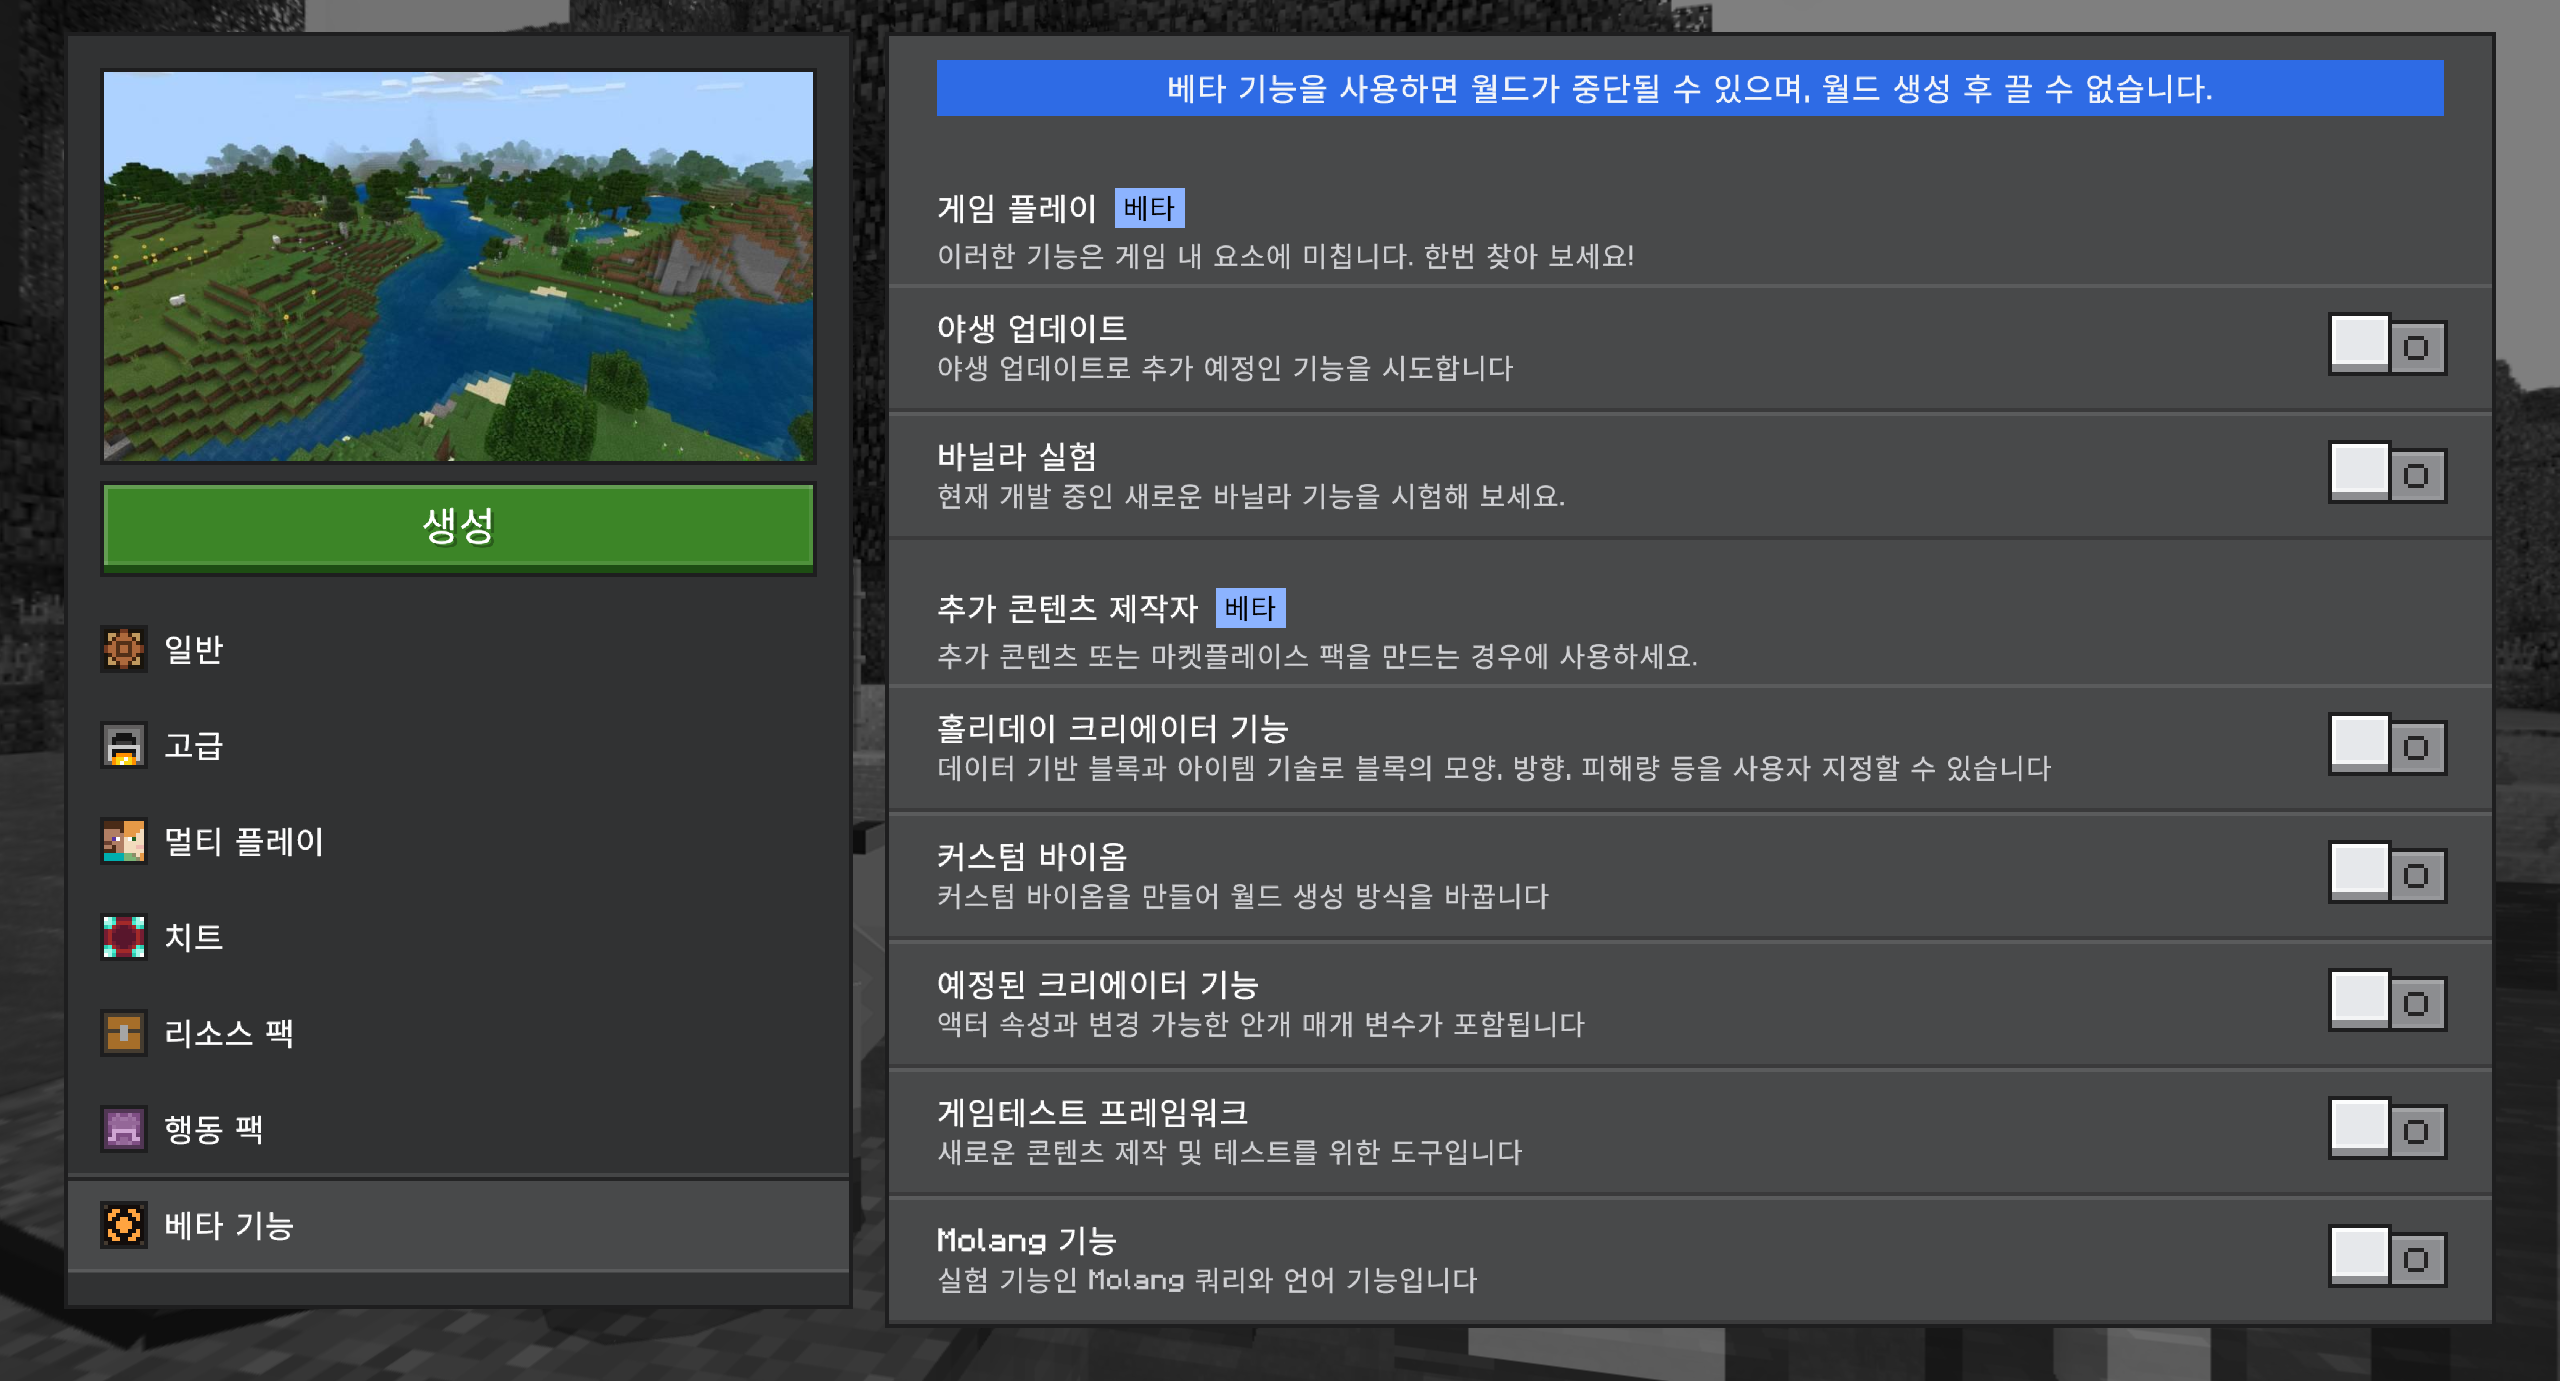 생성
일반
고급
멀티 플레이
치트
리소스 팩
행동 팩
베타 기능
베타 기능을 사용하면 월드가 중단될 수 있으며, 월드 생성 후 끌 수 없습니다.
게임 플레이 베타
이러한 기능은 게임 내 요소에 미칩니다. 한번 찾아 보세요!
야생 업데이트
야생 업데이트로 추가 예정인 기능을 시도합니다
바닐라 실험
현재 개발 중인 새로운 바닐라 기능을 시험해 보세요.
추가 콘텐츠 제작자 베타
추가 콘텐츠 또는 마켓플레이스 팩을 만드는 경우에 사용하세요.
홀리데이 크리에이터 기능
데이터 기반 블록과 아이템 기술로 블록의 모양, 방향, 피해량 등을 사용자 지정할 수 있습니다
커스텀 바이옴
커스텀 바이옴을 만들어 월드 생성 방식을 바꿉니다
예정된 크리에이터 기능
액터 속성과 변경 가능한 안개 매개 변수가 포함됩니다
게임테스트 프레임워크
새로운 콘텐츠 제작 및 테스트를 위한 도구입니다
Molang 기능
실험 기능인 Molang 쿼리와 언어 기능입니다